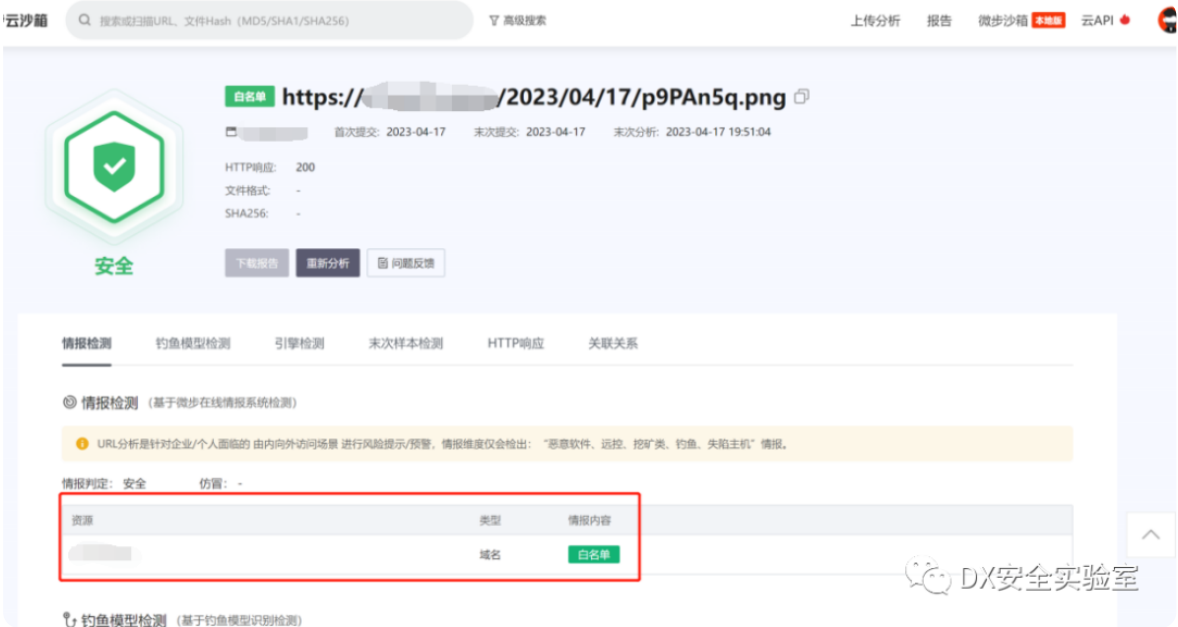 云沙箱 搜索或扫描URL、文件Hash（MD5/SHA1/SHA256） 高级搜索 上传分析 报告 微步沙箱 本地版 云API
白名单 https:// /2023/04/17/p9PAn5q.png
首次提交: 2023-04-17 末次提交: 2023-04-17 末次分析: 2023-04-17 19:51:04
HTTP响应: 200
文件格式: -
SHA256: -
安全
下载报告 重新分析 问题反馈
情报检测 钓鱼模型检测 引擎检测 末次样本检测 HTTP响应 关联关系
情报检测 （基于微步在线情报系统检测）
URL分析是针对企业/个人面临的 由内向外访问场景 进行风险提示/预警，情报维度仅会检出：“恶意软件、远控、挖矿类、钓鱼、失陷主机”情报。
情报判定: 安全 仿冒: -
资源 类型 情报内容
域名 白名单
DX安全实验室
钓鱼模型检测 （基于钓鱼模型识别检测）